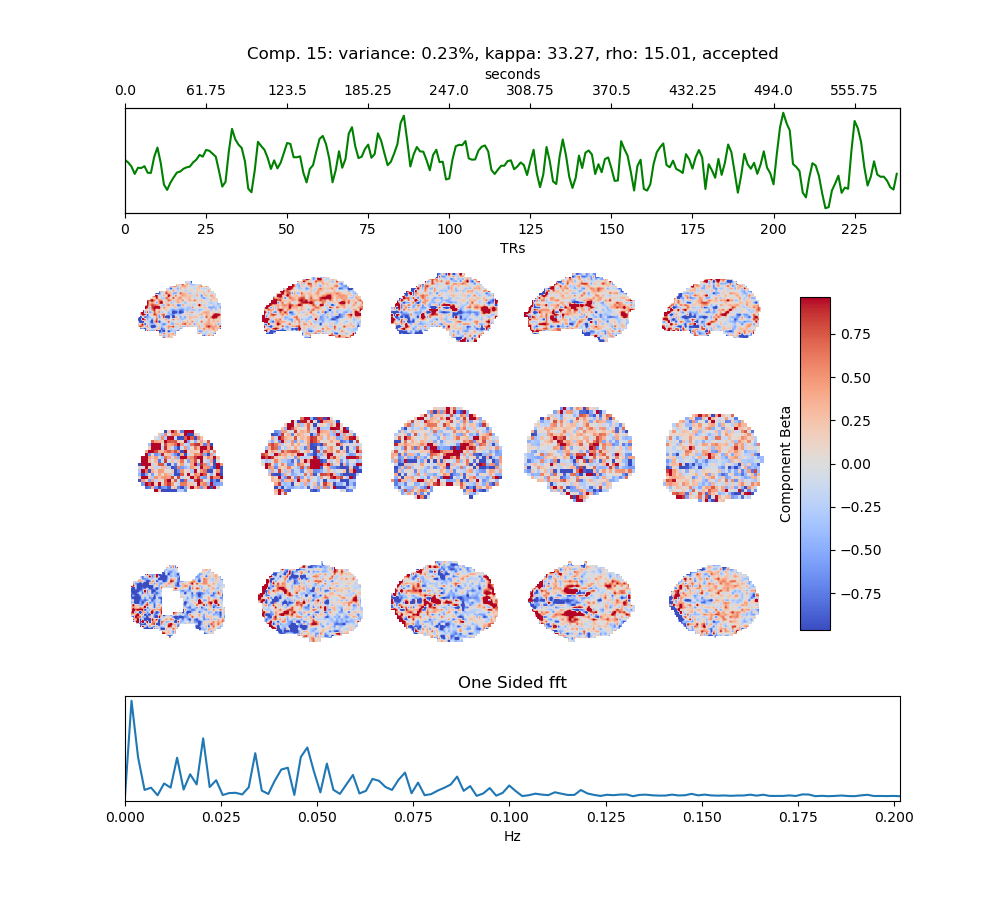 Comp. 15: variance: 0.23%, kappa: 33.27, rho: 15.01, accepted
seconds
0.0 61.75 123.5 185.25 247.0 308.75 370.5 432.25 494.0 555.75
0 25 50 75 100 125 150 175 200 225
TRs
0.75
0.50
0.25
0.00
−0.25
−0.50
−0.75
Component Beta
One Sided fft
0.000 0.025 0.050 0.075 0.100 0.125 0.150 0.175 0.200
Hz